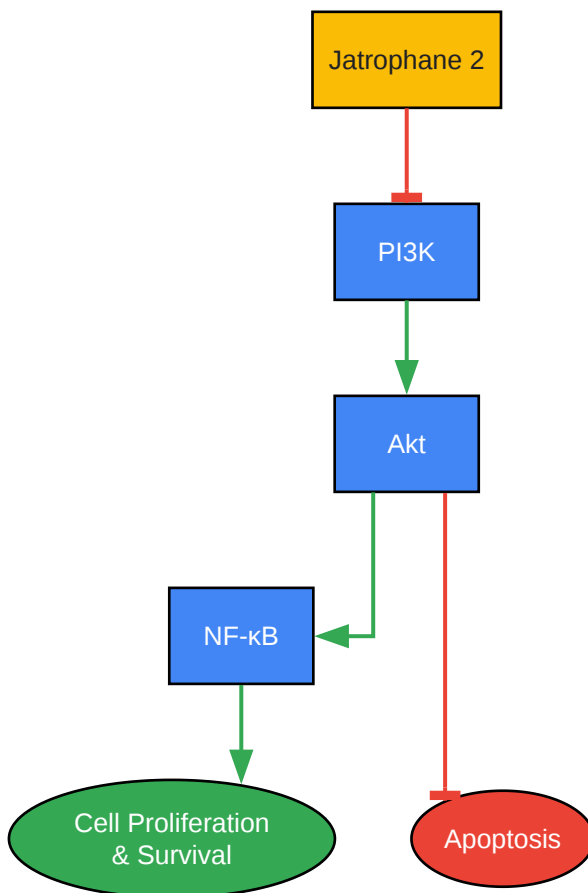 Jatrophane 2
PI3K
Akt
NF-κB
Cell Proliferation
& Survival
Apoptosis